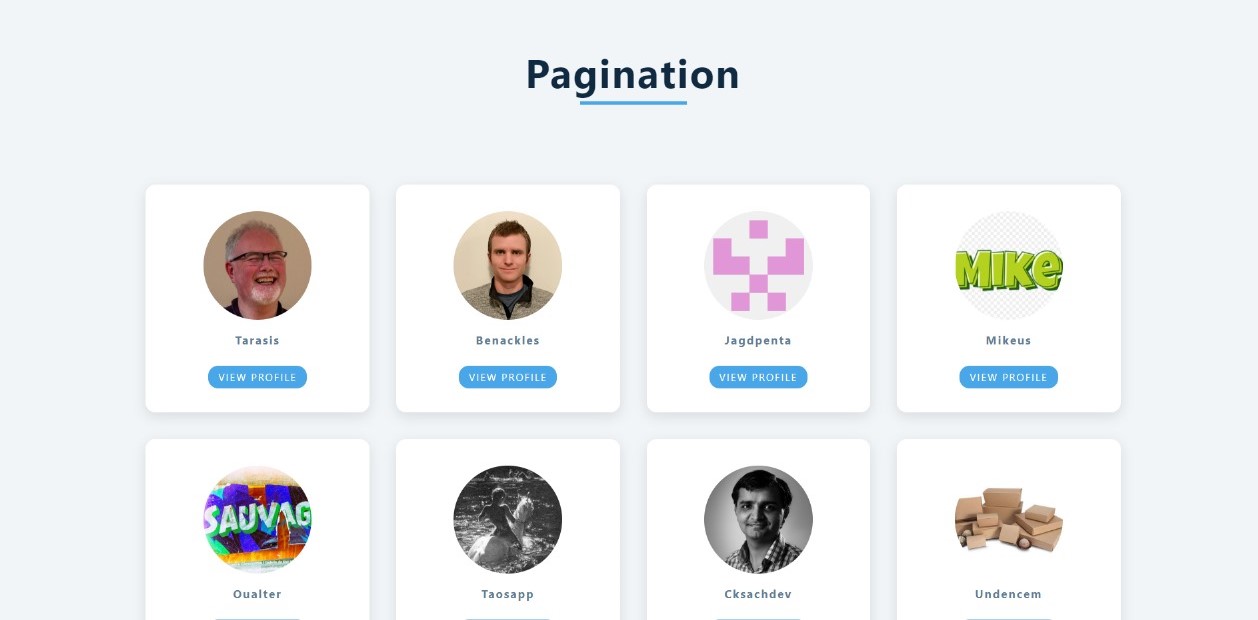 Pagination
Tarasis
Benackles
Jagdpenta
MIKE
Mikeus
VIEW PROFILE
VIEW PROFILE
VIEW PROFILE
VIEW PROFILE
SAUVAG
Oualter
Taosapp
Cksachdev
Undencem